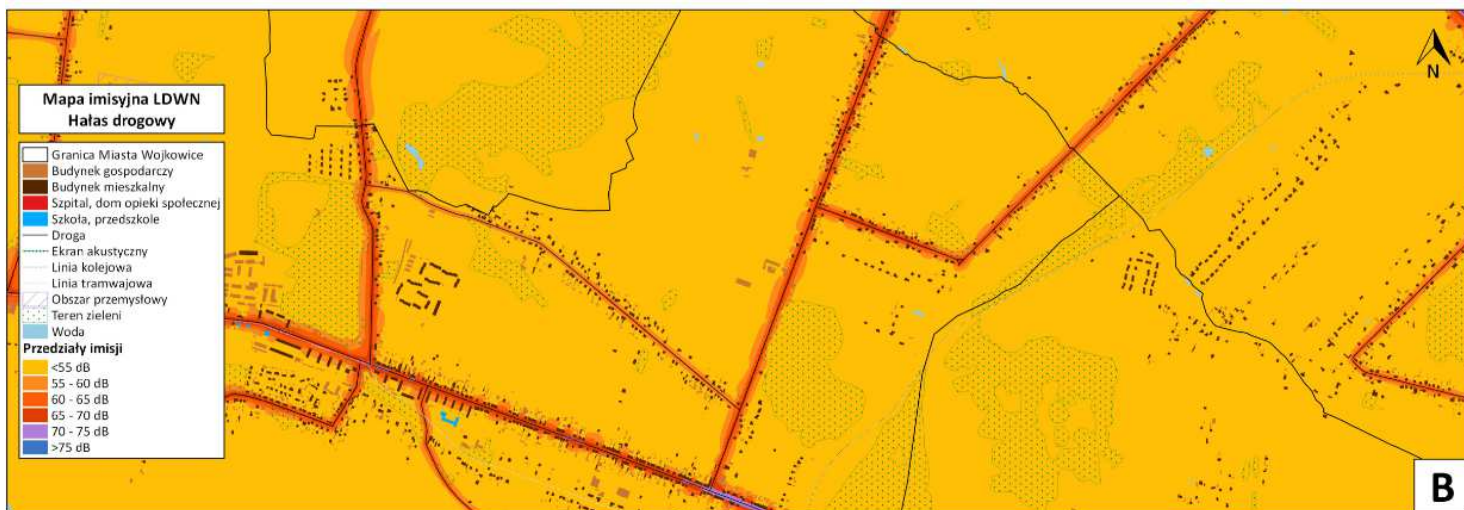 Mapa imisyjna LDWN
Hałas drogowy
Granica Miasta Wojkowice
Budynek gospodarczy
Budynek mieszkalny
Szpital, dom opieki społecznej
Szkoła, przedszkole
Droga
Ekran akustyczny
Linia kolejowa
Linia tramwajowa
Obszar przemysłowy
Teren zieleni
Woda
Przedziały imisji
<55 dB
55 - 60 dB
60 - 65 dB
65 - 70 dB
70 - 75 dB
>75 dB
N
B